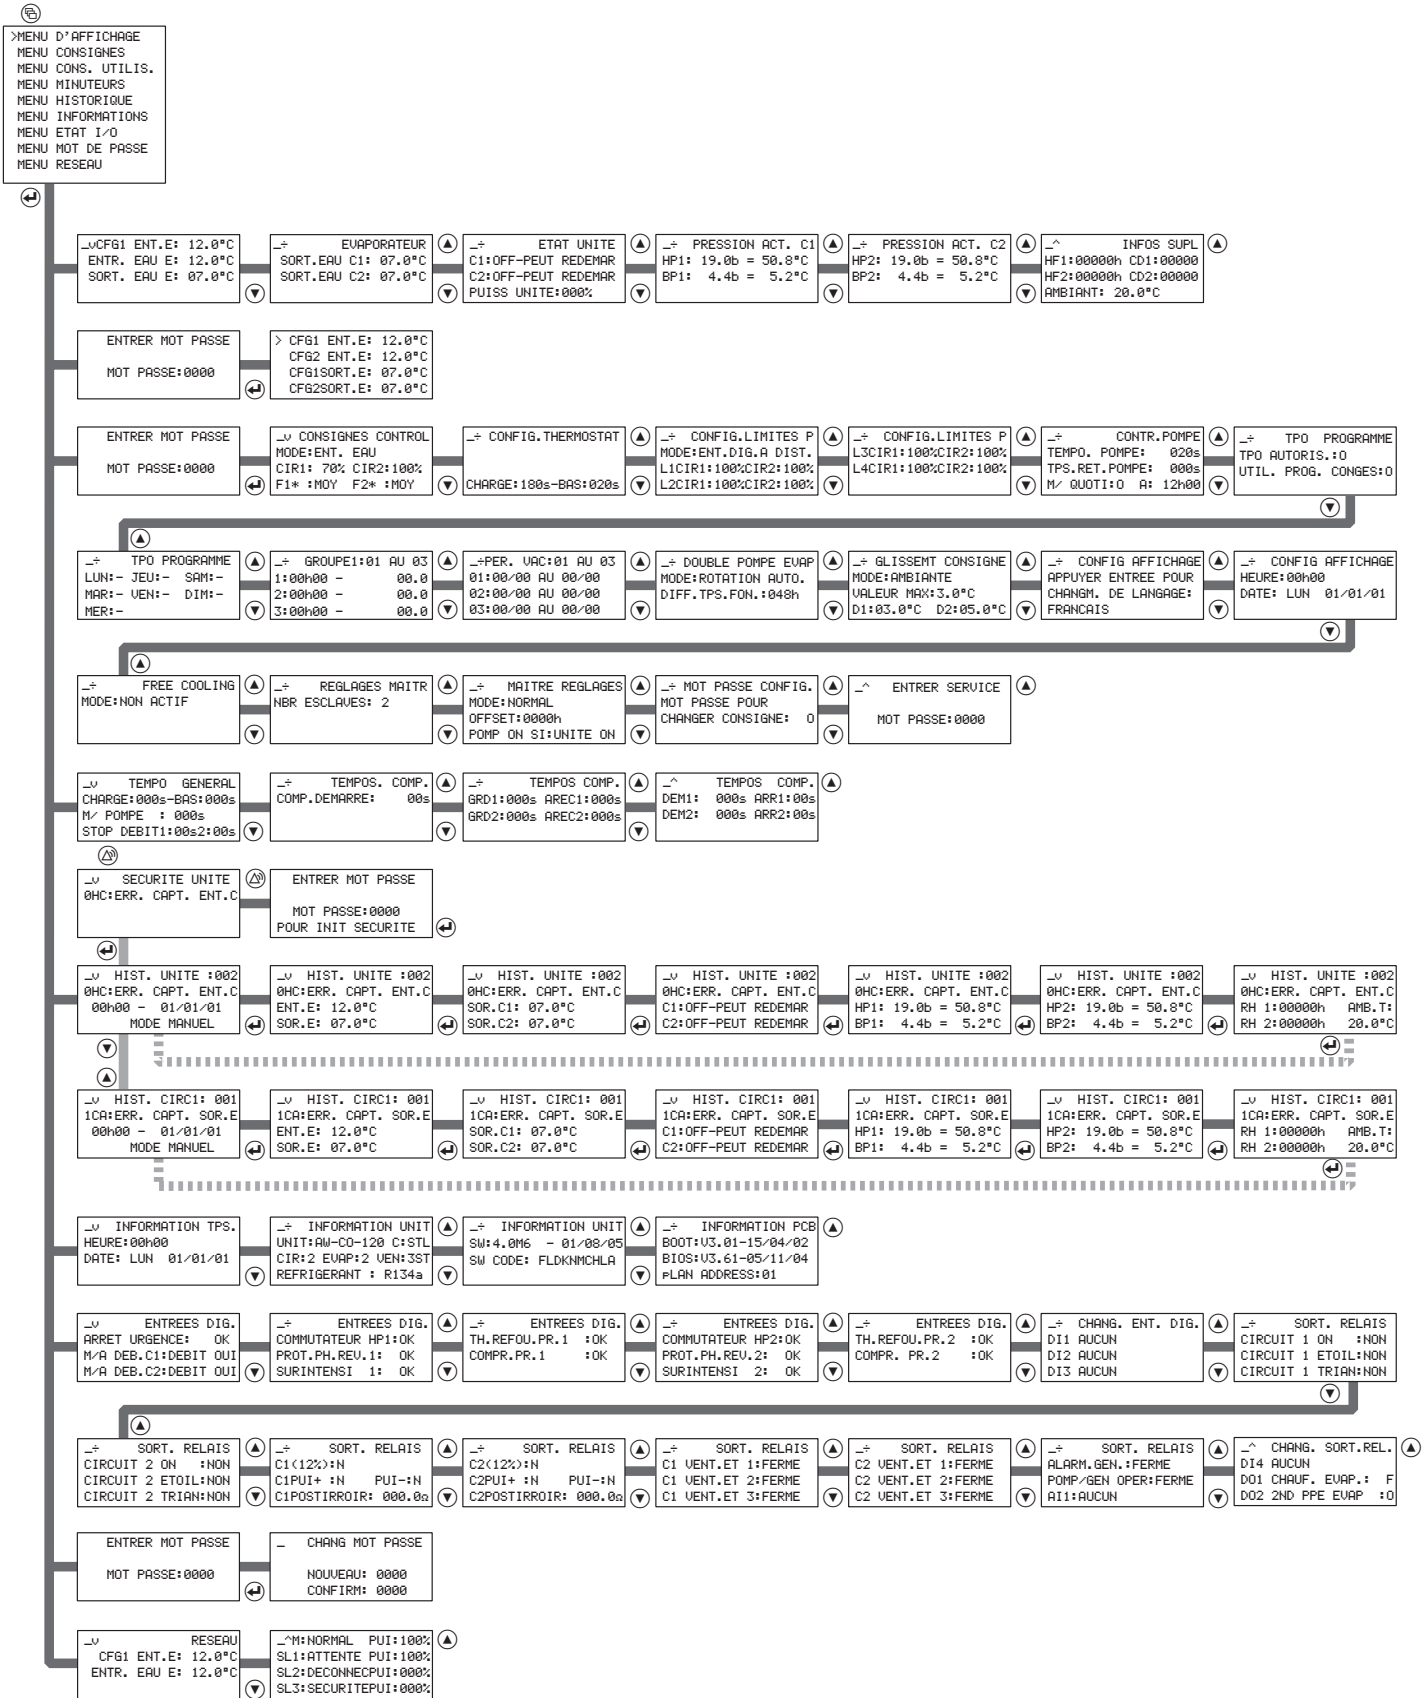 >MENU D'AFFICHAGE
MENU CONSIGNES
MENU CONS. UTILIS.
MENU MINUTEURS
MENU HISTORIQUE
MENU INFORMATIONS
MENU ETAT I/O
MENU MOT DE PASSE
MENU RESEAU
_vCFG1 ENT.E: 12.0°C
ENTR. EAU E: 12.0°C
SORT. EAU E: 07.0°C
_÷ EVAPORATEUR
SORT.EAU C1: 07.0°C
SORT.EAU C2: 07.0°C
_÷ ETAT UNITE
C1:OFF-PEUT REDEMAR
C2:OFF-PEUT REDEMAR
PUISS UNITE:000%
_÷ PRESSION ACT. C1
HP1: 19.0b = 50.8°C
BP1: 4.4b = 5.2°C
_÷ PRESSION ACT. C2
HP2: 19.0b = 50.8°C
BP2: 4.4b = 5.2°C
_^ INFOS SUPL
HF1:00000h CD1:00000
HF2:00000h CD2:00000
AMBIANT: 20.0°C
ENTRER MOT PASSE
MOT PASSE:0000
> CFG1 ENT.E: 12.0°C
CFG2 ENT.E: 12.0°C
CFG1SORT.E: 07.0°C
CFG2SORT.E: 07.0°C
ENTRER MOT PASSE
MOT PASSE:0000
_v CONSIGNES CONTROL
MODE:ENT. EAU
CIR1: 70% CIR2:100%
F1* :MOY F2* :MOY
_÷ CONFIG.THERMOSTAT
CHARGE:180s-BAS:020s
_÷ CONFIG.LIMITES P
MODE:ENT.DIG.A DIST.
L1CIR1:100%CIR2:100%
L2CIR1:100%CIR2:100%
_÷ CONFIG.LIMITES P
L3CIR1:100%CIR2:100%
L4CIR1:100%CIR2:100%
_÷ CONTR.POMPE
TEMPO. POMPE: 020s
TPS.RET.POMPE: 000s
M/ QUOTI:O A: 12h00
_÷ TPO PROGRAMME
TPO AUTORIS.:O
UTIL. PROG. CONGES:O
_÷ TPO PROGRAMME
LUN:- JEU:- SAM:-
MAR:- VEN:- DIM:-
MER:-
_÷ GROUPE1:01 AU 03
1:00h00 - 00.0
2:00h00 - 00.0
3:00h00 - 00.0
_÷PER. VAC:01 AU 03
01:00/00 AU 00/00
02:00/00 AU 00/00
03:00/00 AU 00/00
_÷ DOUBLE POMPE EVAP
MODE:ROTATION AUTO.
DIFF.TPS.FON.:048h
_÷ GLISSEMT CONSIGNE
MODE:AMBIANTE
VALEUR MAX:3.0°C
D1:03.0°C D2:05.0°C
_÷ CONFIG AFFICHAGE
APPUYER ENTREE POUR
CHANGM. DE LANGAGE:
FRANCAIS
_÷ CONFIG AFFICHAGE
HEURE:00h00
DATE: LUN 01/01/01
_÷ FREE COOLING
MODE:NON ACTIF
_÷ REGLAGES MAITR
NBR ESCLAVES: 2
_÷ MAITRE REGLAGES
MODE:NORMAL
OFFSET:0000h
POMP ON SI:UNITE ON
_÷ MOT PASSE CONFIG.
MOT PASSE POUR
CHANGER CONSIGNE: O
_^ ENTRER SERVICE
MOT PASSE:0000
_v TEMPO GENERAL
CHARGE:000s-BAS:000s
M/ POMPE : 000s
STOP DEBIT1:00s2:00s
_÷ TEMPOS. COMP.
COMP.DEMARRE: 00s
_÷ TEMPOS COMP.
GRD1:000s AREC1:000s
GRD2:000s AREC2:000s
_^ TEMPOS COMP.
DEM1: 000s ARR1:00s
DEM2: 000s ARR2:00s
_v SECURITE UNITE
0HC:ERR. CAPT. ENT.C
ENTRER MOT PASSE
MOT PASSE:0000
POUR INIT SECURITE
_v HIST. UNITE :002
0HC:ERR. CAPT. ENT.C
00h00 - 01/01/01
MODE MANUEL
_v HIST. UNITE :002
0HC:ERR. CAPT. ENT.C
ENT.E: 12.0°C
SOR.E: 07.0°C
_v HIST. UNITE :002
0HC:ERR. CAPT. ENT.C
SOR.C1: 07.0°C
SOR.C2: 07.0°C
_v HIST. UNITE :002
0HC:ERR. CAPT. ENT.C
C1:OFF-PEUT REDEMAR
C2:OFF-PEUT REDEMAR
_v HIST. UNITE :002
0HC:ERR. CAPT. ENT.C
HP1: 19.0b = 50.8°C
BP1: 4.4b = 5.2°C
_v HIST. UNITE :002
0HC:ERR. CAPT. ENT.C
HP2: 19.0b = 50.8°C
BP2: 4.4b = 5.2°C
_v HIST. UNITE :002
0HC:ERR. CAPT. ENT.C
RH 1:00000h AMB.T:
RH 2:00000h 20.0°C
_v HIST. CIRC1: 001
1CA:ERR. CAPT. SOR.E
00h00 - 01/01/01
MODE MANUEL
_v HIST. CIRC1: 001
1CA:ERR. CAPT. SOR.E
ENT.E: 12.0°C
SOR.E: 07.0°C
_v HIST. CIRC1: 001
1CA:ERR. CAPT. SOR.E
SOR.C1: 07.0°C
SOR.C2: 07.0°C
_v HIST. CIRC1: 001
1CA:ERR. CAPT. SOR.E
C1:OFF-PEUT REDEMAR
C2:OFF-PEUT REDEMAR
_v HIST. CIRC1: 001
1CA:ERR. CAPT. SOR.E
HP1: 19.0b = 50.8°C
BP1: 4.4b = 5.2°C
_v HIST. CIRC1: 001
1CA:ERR. CAPT. SOR.E
HP2: 19.0b = 50.8°C
BP2: 4.4b = 5.2°C
_v HIST. CIRC1: 001
1CA:ERR. CAPT. SOR.E
RH 1:00000h AMB.T:
RH 2:00000h 20.0°C
_v INFORMATION TPS.
HEURE:00h00
DATE: LUN 01/01/01
_÷ INFORMATION UNIT
UNIT:AW-CO-120 C:STL
CIR:2 EVAP:2 VEN:3ST
REFRIGERANT : R134a
_÷ INFORMATION UNIT
SW:4.0M6 - 01/08/05
SW CODE: FLDKNMCHLA
_÷ INFORMATION PCB
BOOT:V3.01-15/04/02
BIOS:V3.61-05/11/04
pLAN ADDRESS:01
_v ENTREES DIG.
ARRET URGENCE: OK
M/A DEB.C1:DEBIT OUI
M/A DEB.C2:DEBIT OUI
_÷ ENTREES DIG.
COMMUTATEUR HP1:OK
PROT.PH.REV.1: OK
SURINTENSI 1: OK
_÷ ENTREES DIG.
TH.REFOU.PR.1 :OK
COMPR.PR.1 :OK
_÷ ENTREES DIG.
COMMUTATEUR HP2:OK
PROT.PH.REV.2: OK
SURINTENSI 2: OK
_÷ ENTREES DIG.
TH.REFOU.PR.2 :OK
COMPR. PR.2 :OK
_÷ CHANG. ENT. DIG.
DI1 AUCUN
DI2 AUCUN
DI3 AUCUN
_÷ SORT. RELAIS
CIRCUIT 1 ON :NON
CIRCUIT 1 ETOIL:NON
CIRCUIT 1 TRIAN:NON
_÷ SORT. RELAIS
CIRCUIT 2 ON :NON
CIRCUIT 2 ETOIL:NON
CIRCUIT 2 TRIAN:NON
_÷ SORT. RELAIS
C1(12%):N
C1PUI+ :N PUI-:N
C1POSTIRROIR: 000.0Ω
_÷ SORT. RELAIS
C2(12%):N
C2PUI+ :N PUI-:N
C2POSTIRROIR: 000.0Ω
_÷ SORT. RELAIS
C1 VENT.ET 1:FERME
C1 VENT.ET 2:FERME
C1 VENT.ET 3:FERME
_÷ SORT. RELAIS
C2 VENT.ET 1:FERME
C2 VENT.ET 2:FERME
C2 VENT.ET 3:FERME
_÷ SORT. RELAIS
ALARM.GEN.:FERME
POMP/GEN OPER:FERME
AI1:AUCUN
_^ CHANG. SORT.REL.
DI4 AUCUN
DO1 CHAUF. EVAP.: F
DO2 2ND PPE EVAP :O
ENTRER MOT PASSE
MOT PASSE:0000
_ CHANG MOT PASSE
NOUVEAU: 0000
CONFIRM: 0000
_v RESEAU
CFG1 ENT.E: 12.0°C
ENTR. EAU E: 12.0°C
_^M:NORMAL PUI:100%
SL1:ATTENTE PUI:100%
SL2:DECONNECPUI:000%
SL3:SECURITEPUI:000%